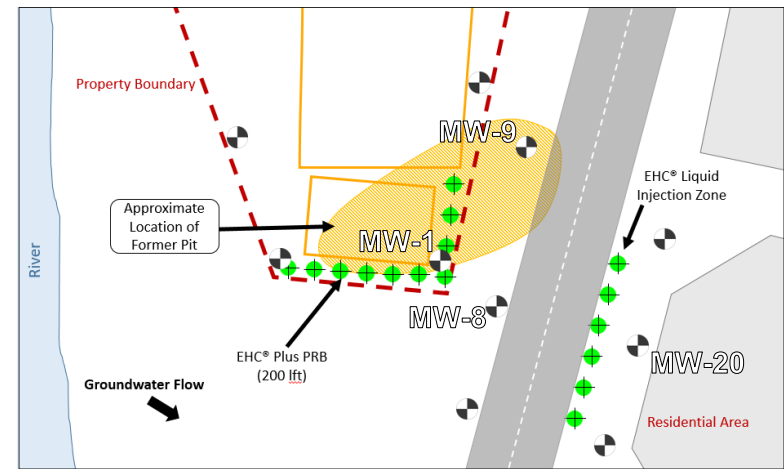 Property Boundary
MW-9
EHC® Liquid
Injection Zone
Approximate
Location of
Former Pit
MW-1
River
MW-8
EHC® Plus PRB
(200 lft)
MW-20
Groundwater Flow
Residential Area